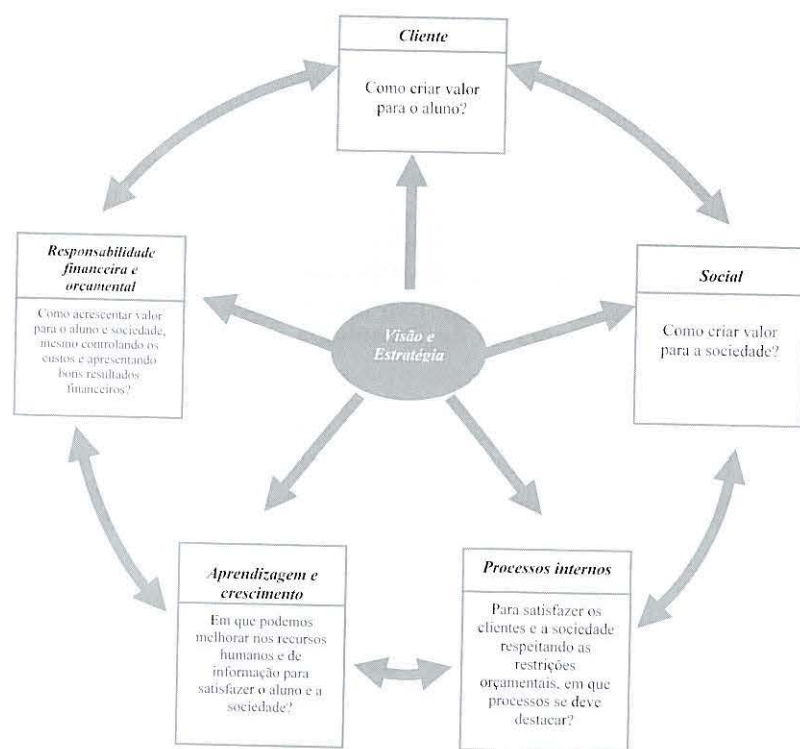 Cliente
Como criar valor
para o aluno?
Responsabilidade
financeira e
orçamental
Como acrescentar valor
para o aluno e sociedade,
mesmo controlando os
custos e apresentando
bons resultados
financeiros?
Visão e
Estratégia
Social
Como criar valor
para a sociedade?
Aprendizagem e
crescimento
Em que podemos
melhorar nos recursos
humanos e de
informação para
satisfazer o aluno e a
sociedade?
Processos internos
Para satisfazer os
clientes e a sociedade
respeitando as
restrições
orçamentais, em que
processos se deve
destacar?